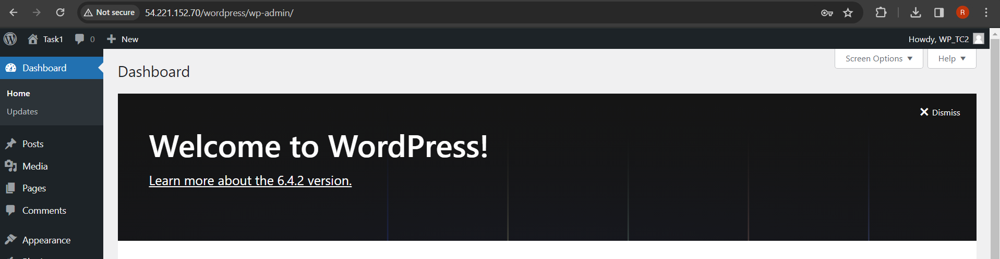 Not secure 54.221.152.70/wordpress/wp-admin/ R
Task1 0 New Howdy, WP_TC2
Dashboard
Home
Updates
Posts
Media
Pages
Comments
Appearance
Screen Options Help
Dashboard
Dismiss
Welcome to WordPress!
Learn more about the 6.4.2 version.